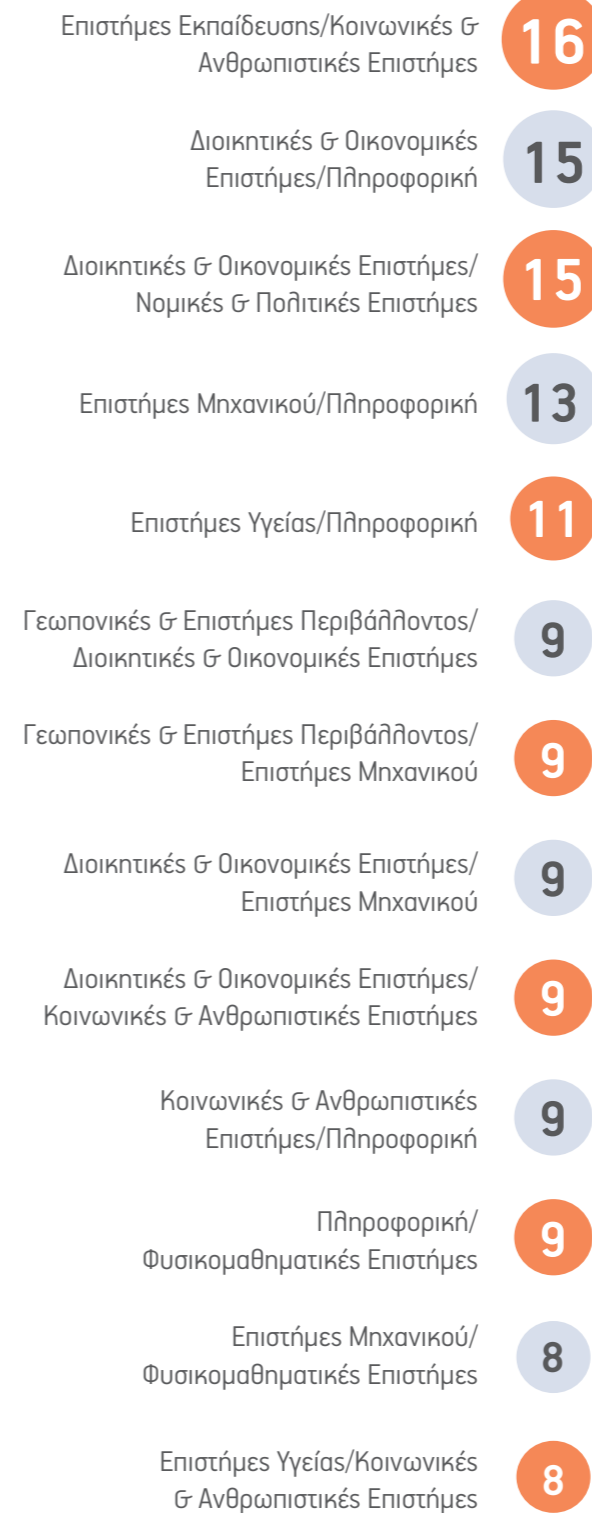 Επιστήμες Εκπαίδευσης/Κοινωνικές &
Ανθρωπιστικές Επιστήμες
16
Διοικητικές & Οικονομικές
Επιστήμες/Πληροφορική
15
Διοικητικές & Οικονομικές Επιστήμες/
Νομικές & Πολιτικές Επιστήμες
15
Επιστήμες Μηχανικού/Πληροφορική
13
Επιστήμες Υγείας/Πληροφορική
11
Γεωπονικές & Επιστήμες Περιβάλλοντος/
Διοικητικές & Οικονομικές Επιστήμες
9
Γεωπονικές & Επιστήμες Περιβάλλοντος/
Επιστήμες Μηχανικού
9
Διοικητικές & Οικονομικές Επιστήμες/
Επιστήμες Μηχανικού
9
Διοικητικές & Οικονομικές Επιστήμες/
Κοινωνικές & Ανθρωπιστικές Επιστήμες
9
Κοινωνικές & Ανθρωπιστικές
Επιστήμες/Πληροφορική
9
Πληροφορική/
Φυσικομαθηματικές Επιστήμες
9
Επιστήμες Μηχανικού/
Φυσικομαθηματικές Επιστήμες
8
Επιστήμες Υγείας/Κοινωνικές
& Ανθρωπιστικές Επιστήμες
8